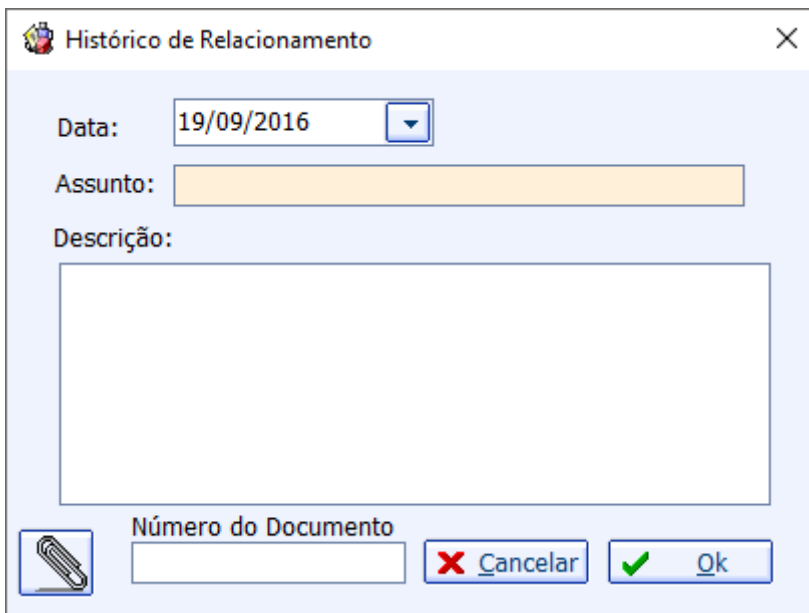 Histórico de Relacionamento
Data: 19/09/2016
Assunto:
Descrição:
Número do Documento
Cancelar Ok